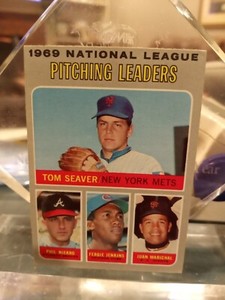 1969 NATIONAL LEAGUE
PITCHING LEADERS
TOM SEAVER/NEW YORK METS
PHIL NIEKRO
FERGIE JENKINS
JUAN MARICHAL